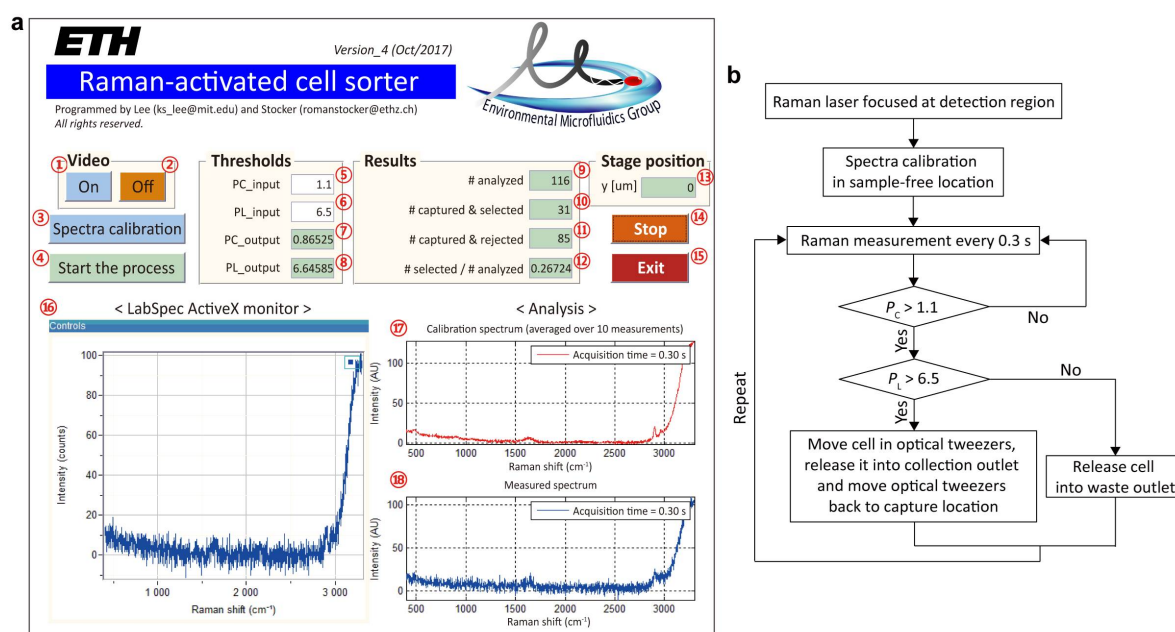 a
ETH
Version_4 (Oct/2017)
Raman-activated cell sorter
Programmed by Lee (ks_lee@mit.edu) and Stocker (romanstocker@ethz.ch)
All rights reserved.
Environmental Microfluidics Group
Video
① On
② Off
③ Spectra calibration
④ Start the process
Thresholds
PC_input 1.1 ⑤
PL_input 6.5 ⑥
PC_output 0.86525 ⑦
PL_output 6.64585 ⑧
Results
# analyzed 116 ⑨
# captured & selected 31 ⑩
# captured & rejected 85 ⑪
# selected / # analyzed 0.26724 ⑫
Stage position
y [um] 0 ⑬
Stop ⑭
Exit ⑮
⑯ < LabSpec ActiveX monitor >
Controls
100
80
60
40
20
0
Intensity (counts)
1 000 2 000 3 000
Raman shift (cm⁻¹)
< Analysis >
⑰ Calibration spectrum (averaged over 10 measurements)
Acquisition time = 0.30 s
100
50
0
Intensity (AU)
500 1000 1500 2000 2500 3000
Raman shift (cm⁻¹)
⑱ Measured spectrum
Acquisition time = 0.30 s
100
50
0
Intensity (AU)
500 1000 1500 2000 2500 3000
Raman shift (cm⁻¹)
b
Raman laser focused at detection region
Spectra calibration
in sample-free location
Raman measurement every 0.3 s
P_C > 1.1
No
Yes
P_L > 6.5
No
Yes
Move cell in optical tweezers,
release it into collection outlet
and move optical tweezers
back to capture location
Release cell
into waste outlet
Repeat